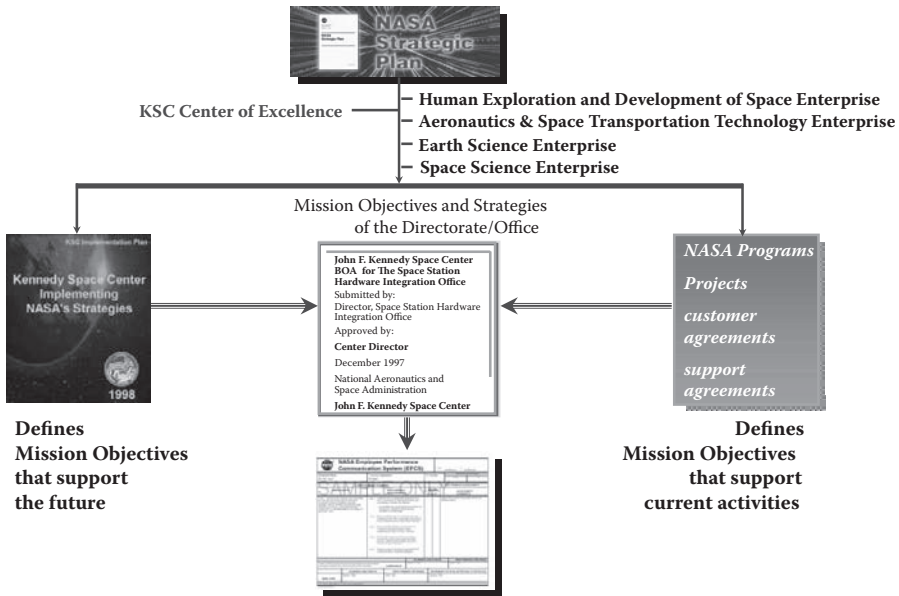 NASA
Strategic
Plan
KSC Center of Excellence
Human Exploration and Development of Space Enterprise
Aeronautics & Space Transportation Technology Enterprise
Earth Science Enterprise
Space Science Enterprise
Mission Objectives and Strategies
of the Directorate/Office
KSC Implementation Plan
Kennedy Space Center
Implementing
NASA's Strategies
1998
John F. Kennedy Space Center
BOA for The Space Station
Hardware Integration Office
Submitted by:
Director, Space Station Hardware
Integration Office
Approved by:
Center Director
December 1997
National Aeronautics and
Space Administration
John F. Kennedy Space Center
NASA Programs
Projects
customer
agreements
support
agreements
Defines
Mission Objectives
that support
the future
Defines
Mission Objectives
that support
current activities
NASA Employee Performance
Communication System (EPCS)
SAMPLE ONLY